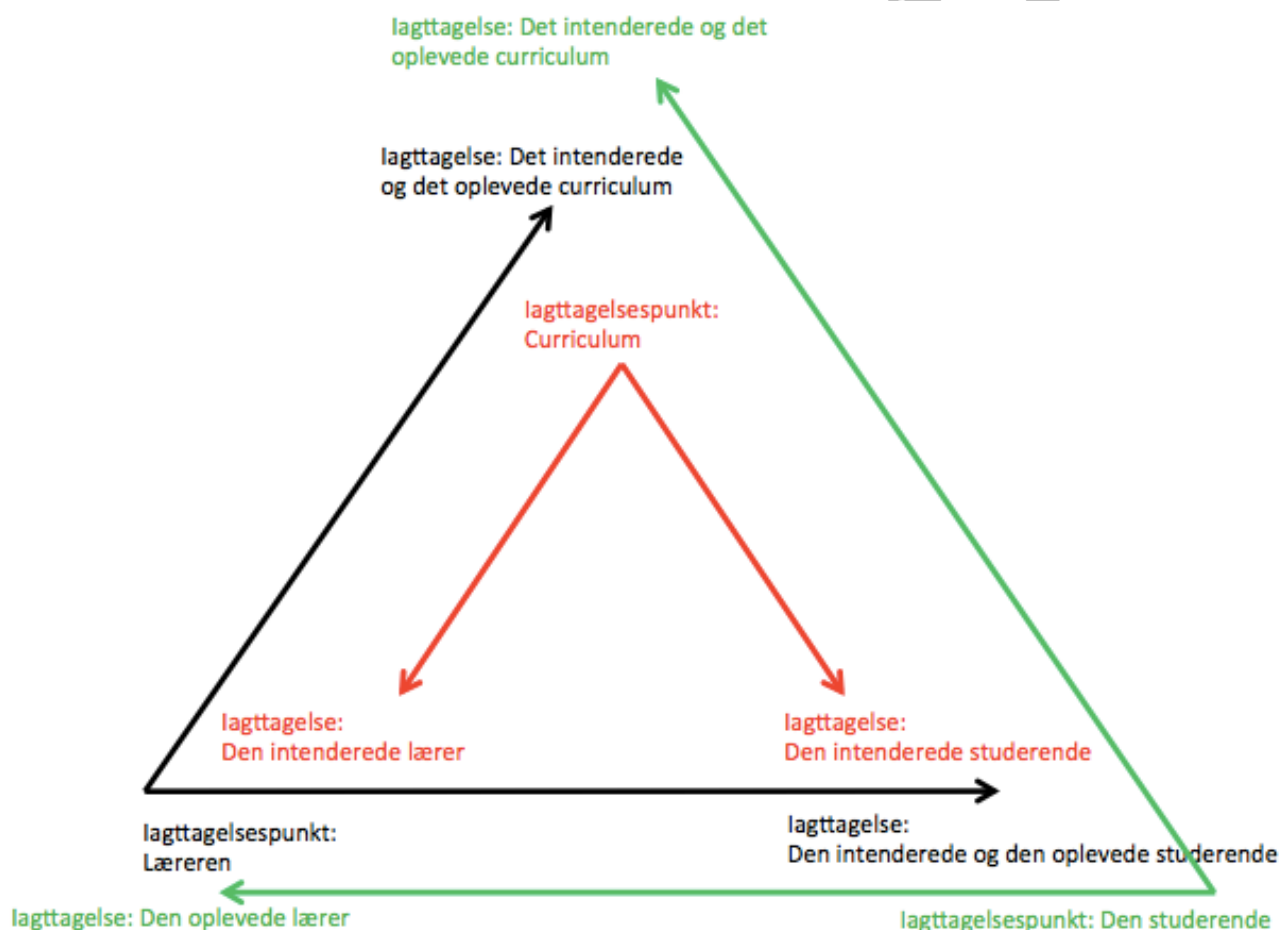 Iagttagelse: Det intenderede og det
oplevede curriculum
Iagttagelse: Det intenderede
og det oplevede curriculum
Iagttagelsespunkt:
Curriculum
Iagttagelse:
Den intenderede lærer
Iagttagelse:
Den intenderede studerende
Iagttagelsespunkt:
Læreren
Iagttagelse:
Den intenderede og den oplevede studerende
Iagttagelse: Den oplevede lærer
Iagttagelsespunkt: Den studerende